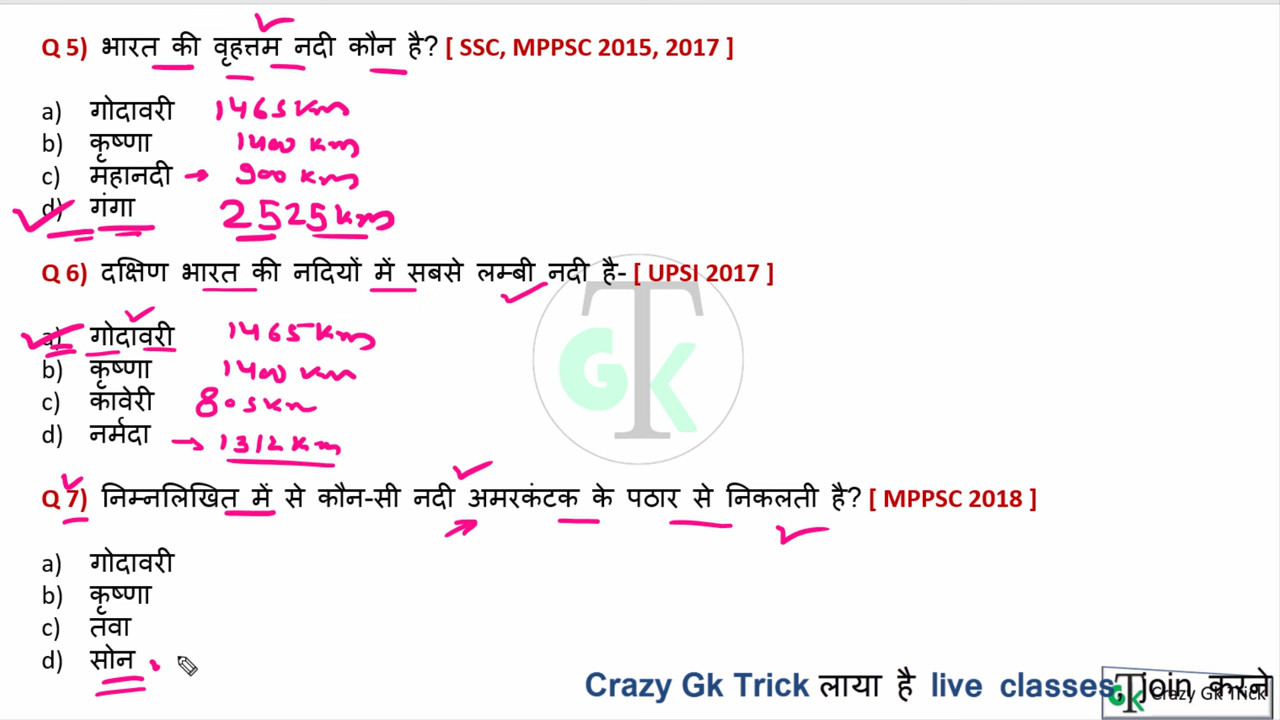 Q 5) भारत की वृहत्तम नदी कौन है? [ SSC, MPPSC 2015, 2017 ]
a) गोदावरी 1465 km
b) कृष्णा 1400 km
c) महानदी → 900 km
d) गंगा 2525 km
Q 6) दक्षिण भारत की नदियों में सबसे लम्बी नदी है- [ UPSI 2017 ]
a) गोदावरी 1465 km
b) कृष्णा 1400 km
c) कावेरी 805 km
d) नर्मदा → 1312 km
GTK
Q 7) निम्नलिखित में से कौन-सी नदी अमरकंटक के पठार से निकलती है? [ MPPSC 2018 ]
a) गोदावरी
b) कृष्णा
c) तवा
d) सोन
Crazy Gk Trick लाया है live classes, join करने
GTK Crazy Gk Trick